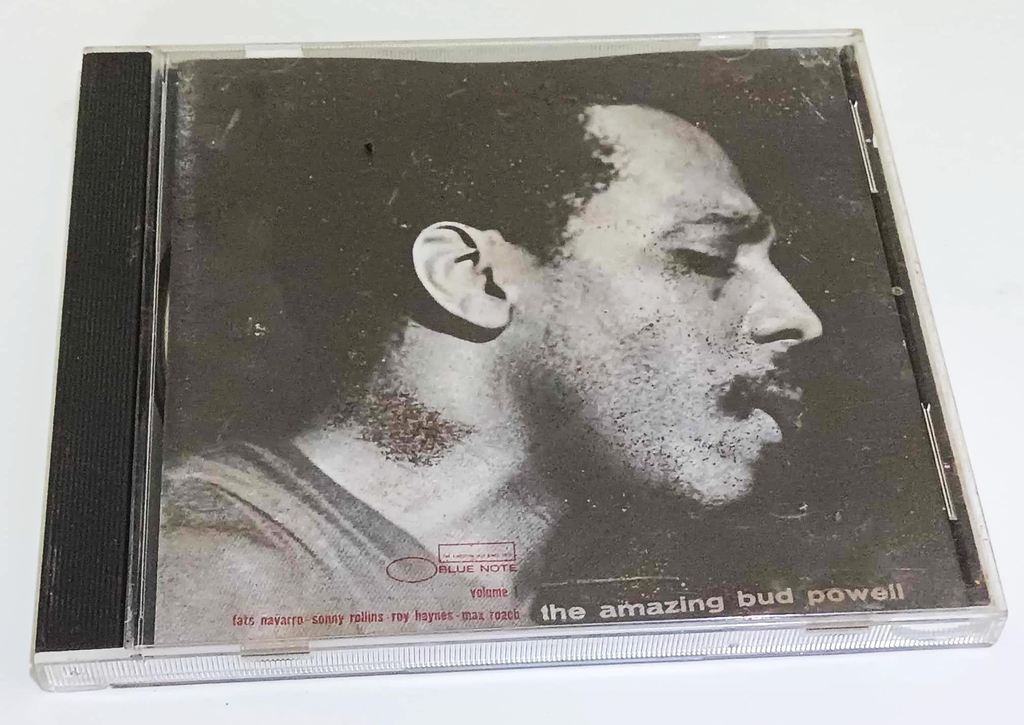 BLUE NOTE
volume 1
fats navarro-sonny rollins-roy haynes-max roach
the amazing bud powell